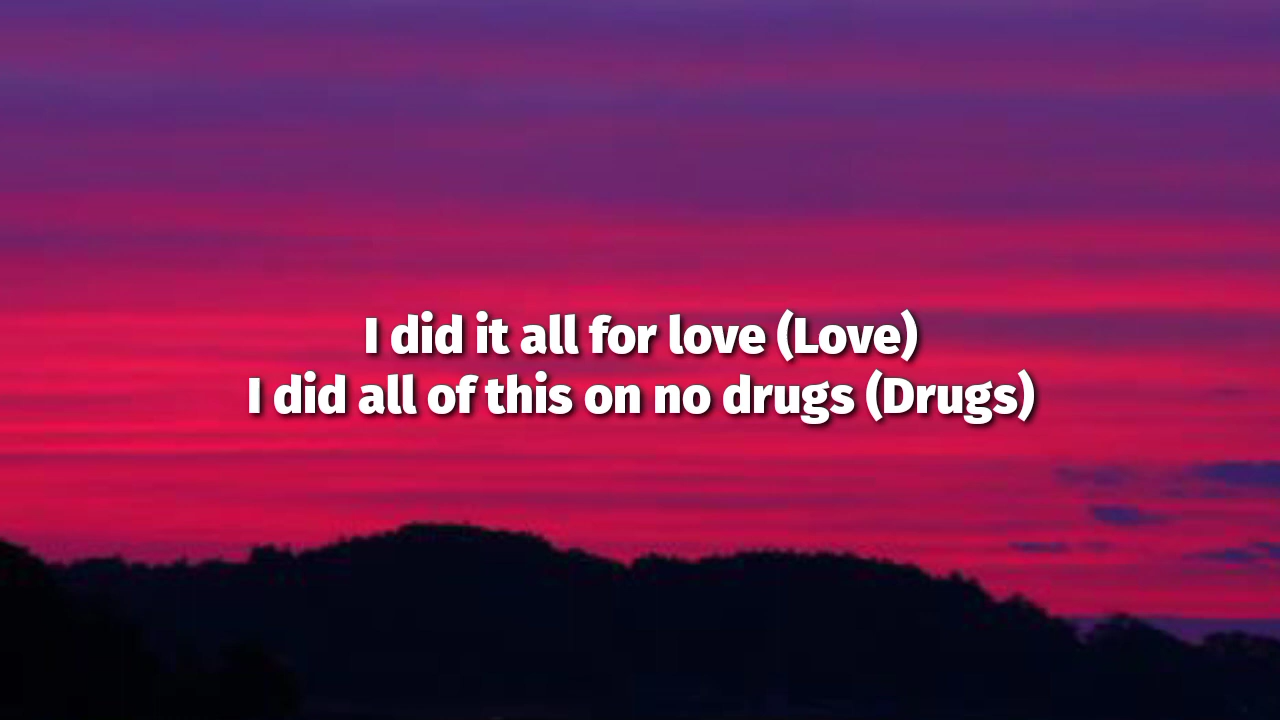 I did it all for love (Love)
I did all of this on no drugs (Drugs)